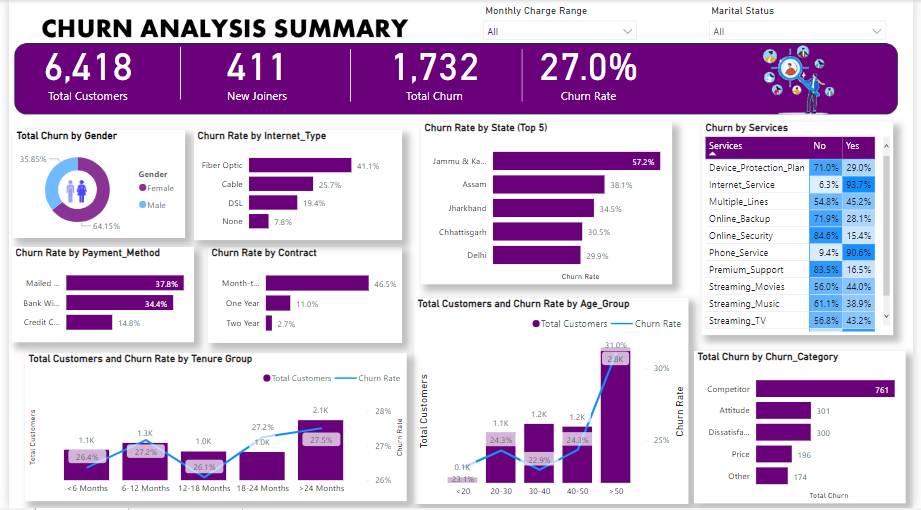 CHURN ANALYSIS SUMMARY
Monthly Charge Range
All
Marital Status
All
6,418
Total Customers
411
New Joiners
1,732
Total Churn
27.0%
Churn Rate
Total Churn by Gender
35.85%
64.15%
Gender
Female
Male
Churn Rate by Internet_Type
Fiber Optic 41.1%
Cable 25.7%
DSL 19.4%
None 7.8%
Churn Rate by State (Top 5)
Jammu & Ka... 57.2%
Assam 38.1%
Jharkhand 34.5%
Chhattisgarh 30.5%
Delhi 29.9%
Churn Rate
Churn by Services
Services No Yes
Device_Protection_Plan 71.0% 29.0%
Internet_Service 6.3% 93.7%
Multiple_Lines 54.8% 45.2%
Online_Backup 71.9% 28.1%
Online_Security 84.6% 15.4%
Phone_Service 9.4% 90.6%
Premium_Support 83.5% 16.5%
Streaming_Movies 56.0% 44.0%
Streaming_Music 61.1% 38.9%
Streaming_TV 56.8% 43.2%
Churn Rate by Payment_Method
Mailed ... 37.8%
Bank Wi... 34.4%
Credit C... 14.8%
Churn Rate by Contract
Month-t... 46.5%
One Year 11.0%
Two Year 2.7%
Total Customers and Churn Rate by Tenure Group
Total Customers Churn Rate
Total Customers
1.1K 1.3K 1.0K 1.0K 2.1K
26.4% 27.2% 26.1% 27.2% 27.5%
<6 Months 6-12 Months 12-18 Months 18-24 Months >24 Months
28%
27%
26%
Churn Rate
Total Customers and Churn Rate by Age_Group
Total Customers Churn Rate
Total Customers
0.1K 1.1K 1.2K 1.2K 2.8K
23.1% 24.3% 22.9% 24.3% 31.0%
<20 20-30 30-40 40-50 >50
30%
25%
Churn Rate
Total Churn by Churn_Category
Competitor 761
Attitude 301
Dissatisfa... 300
Price 196
Other 174
Total Churn